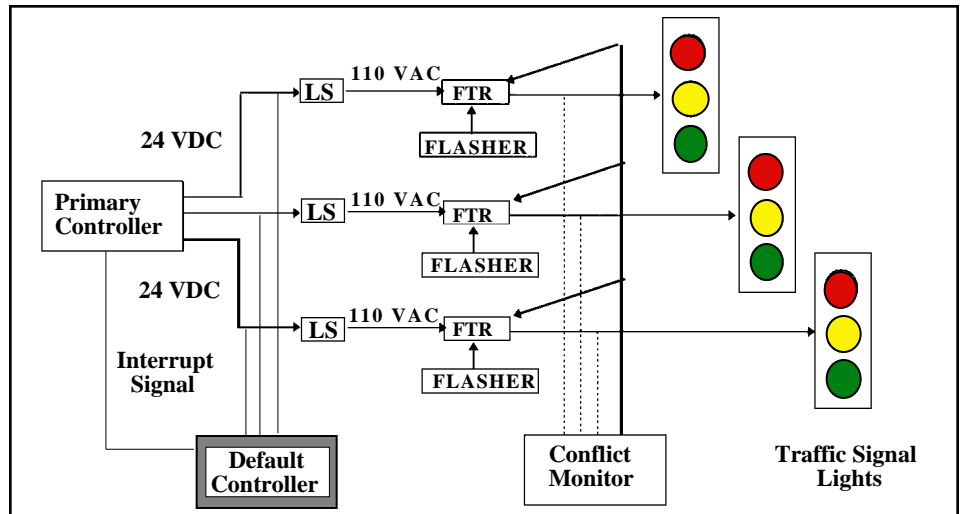 110 VAC
LS
FTR
24 VDC
FLASHER
Primary
Controller
110 VAC
LS
FTR
FLASHER
24 VDC
110 VAC
LS
FTR
FLASHER
Interrupt
Signal
Default
Controller
Conflict
Monitor
Traffic Signal
Lights